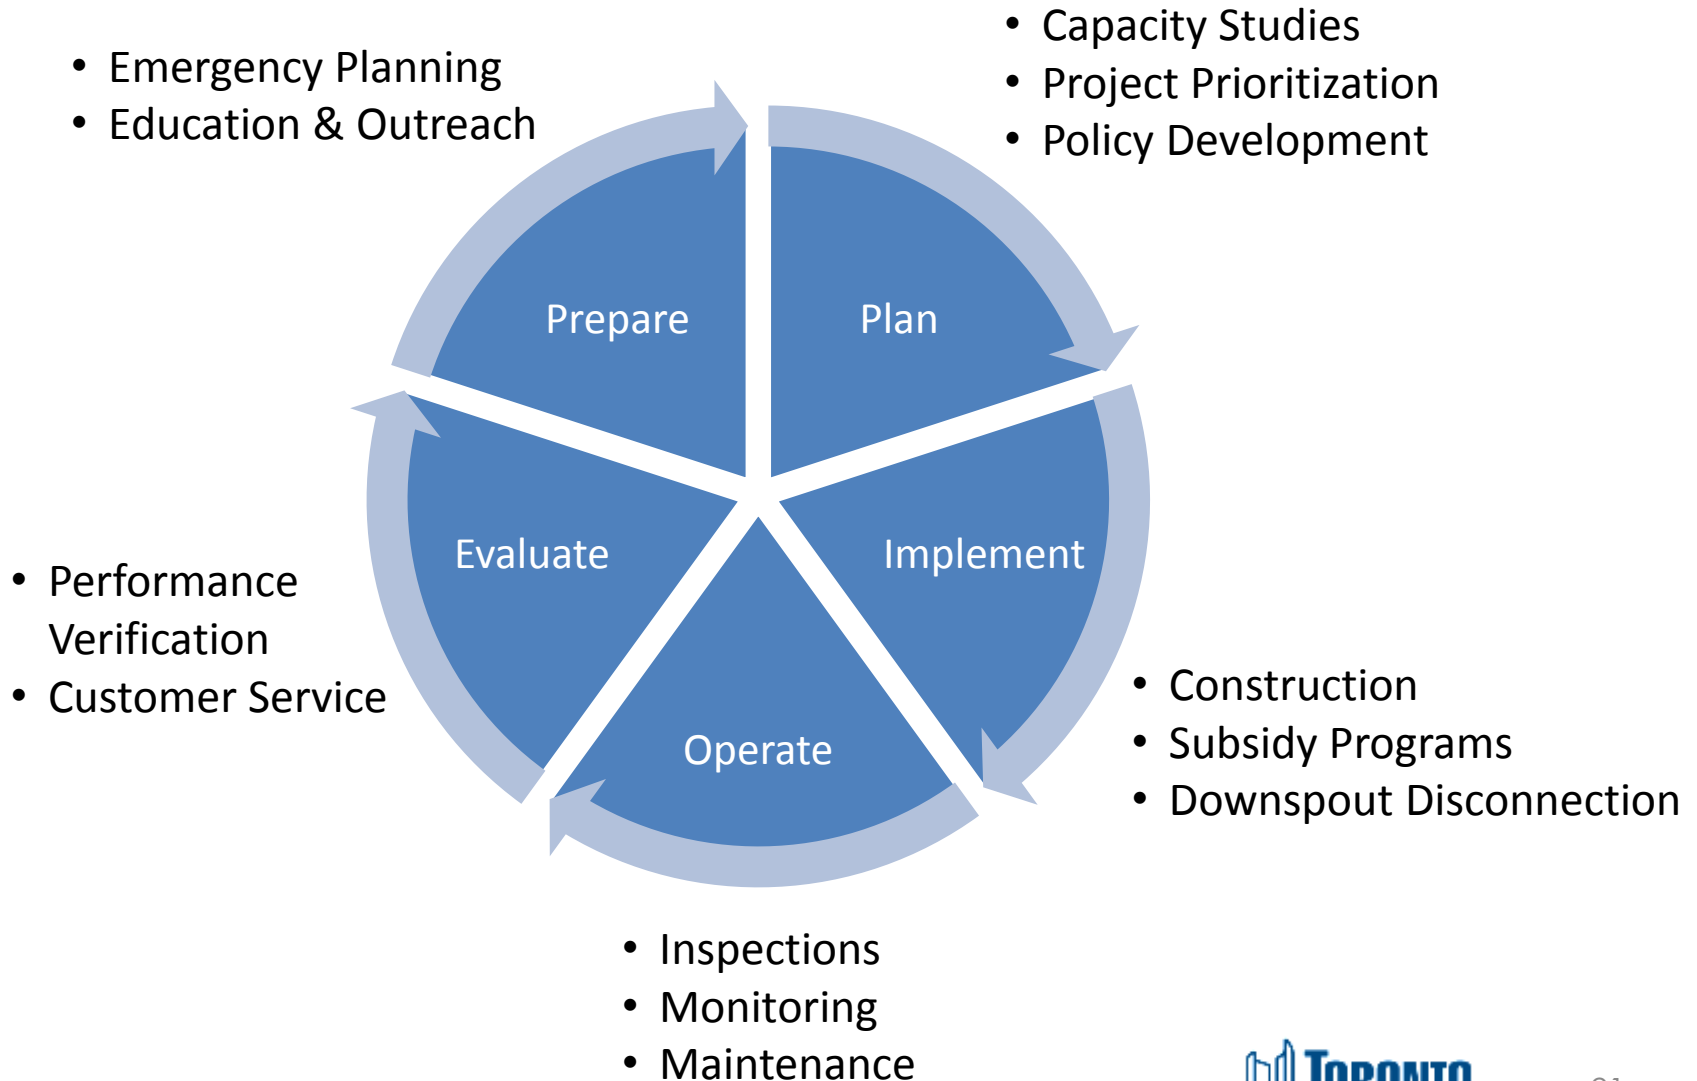 • Emergency Planning
• Education & Outreach
• Capacity Studies
• Project Prioritization
• Policy Development
Prepare
Plan
Evaluate
Implement
Operate
• Performance
Verification
• Customer Service
• Construction
• Subsidy Programs
• Downspout Disconnection
• Inspections
• Monitoring
• Maintenance
TORONTO